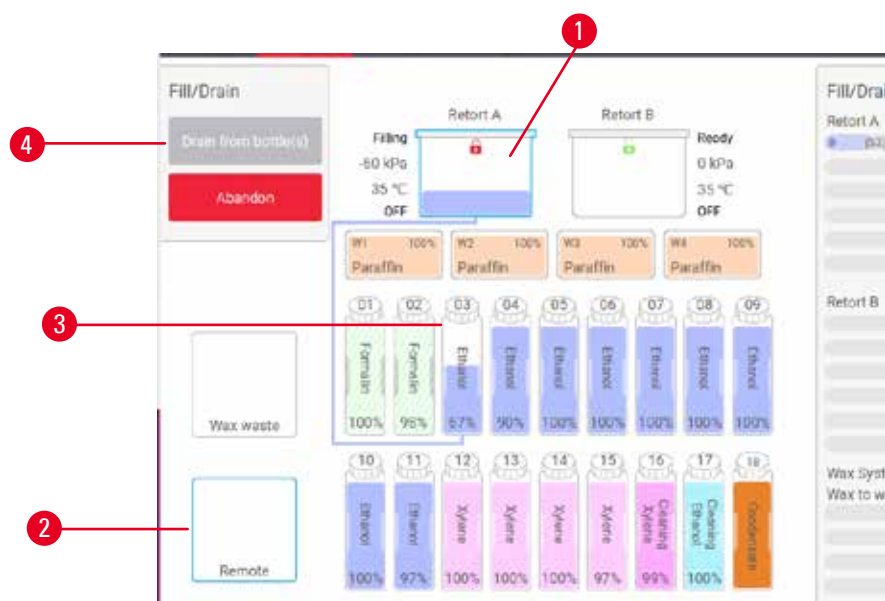 1
Fill/Drain
4
Drain from bottle(s)
Abandon
Retort A
Retort B
Filling
-60 kPa
35 °C
OFF
Ready
0 kPa
35 °C
OFF
Fill/Drai
Retort A
W1 100%
Paraffin
W2 100%
Paraffin
W3 100%
Paraffin
W4 100%
Paraffin
3
01 02 03 04 05 06 07 08 09
Formalin
Formalin
Ethanol
Ethanol
Ethanol
Ethanol
Ethanol
Ethanol
Ethanol
100% 98% 67% 90% 100% 100% 100% 100% 100%
Retort B
Wax waste
2
Remote
10 11 12 13 14 15 16 17 18
Ethanol
Ethanol
Xylene
Xylene
Xylene
Xylene
Cleaning
Xylene
Cleaning
Ethanol
Condensate
100% 97% 100% 100% 100% 97% 99% 100%
Wax Syst
Wax to w